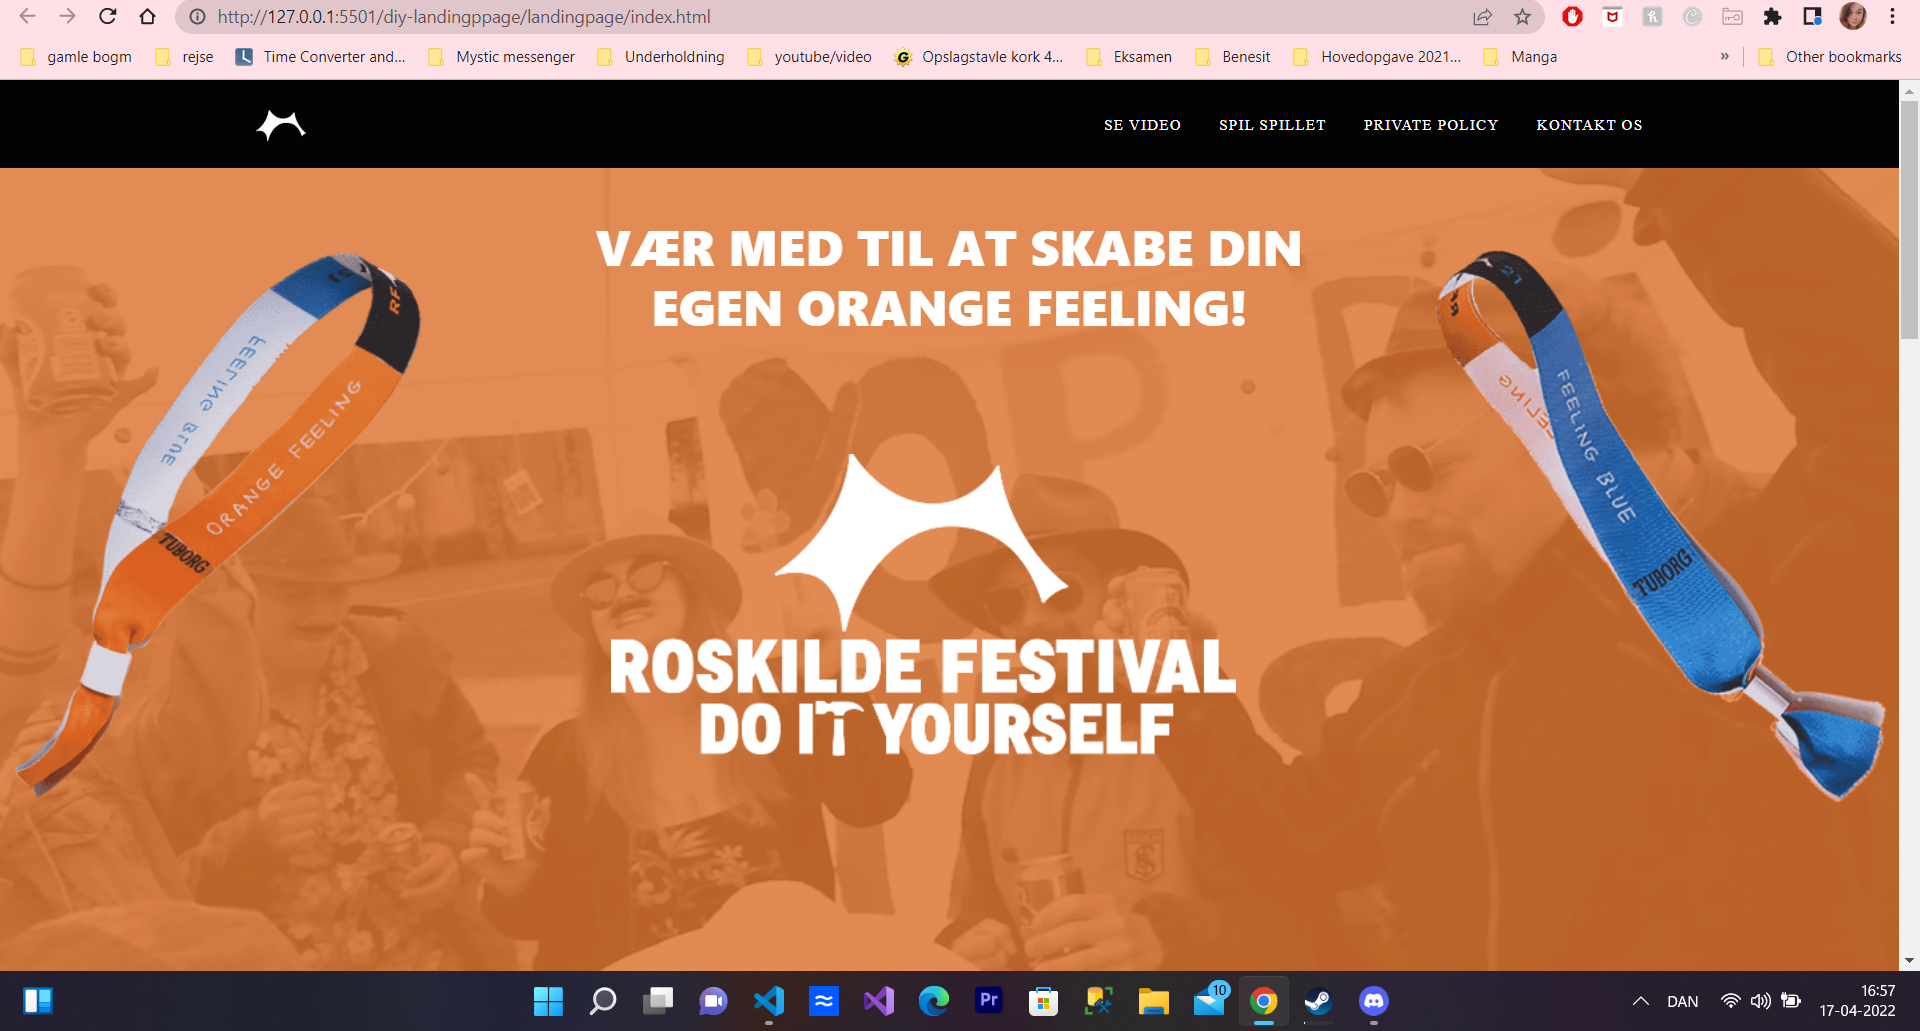 http://127.0.0.1:5501/diy-landingppage/landingpage/index.html
gamle bogm
rejse
Time Converter and...
Mystic messenger
Underholdning
youtube/video
Opslagstavle kork 4...
Eksamen
Benesit
Hovedopgave 2021...
Manga
»
Other bookmarks
SE VIDEO
SPIL SPILLET
PRIVATE POLICY
KONTAKT OS
VÆR MED TIL AT SKABE DIN
EGEN ORANGE FEELING!
FEELING BLUE
ORANGE FEELING
TUBORG
21
FEELING
FEELING BLUE
TUBORG
ROSKILDE FESTIVAL
DO IT YOURSELF
Pr
10
DAN
16:57
17-04-2022